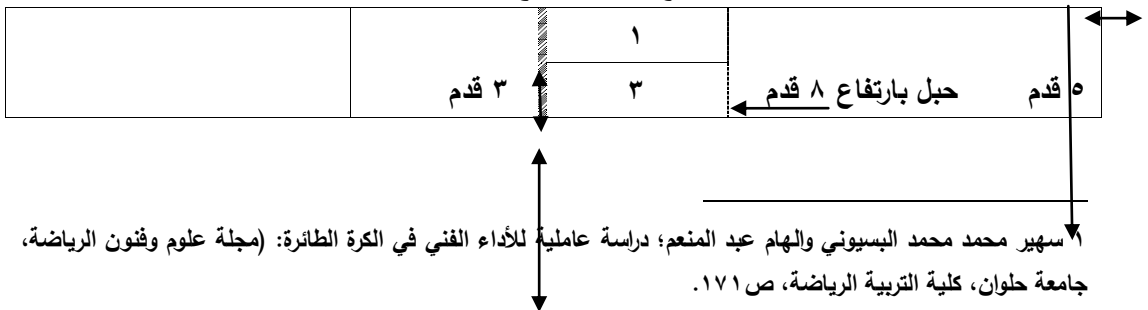 ١
٥ قدم حبل بارتفاع ٨ قدم ٣ ٣ قدم
١ سهير محمد محمد البسيوني والهام عبد المنعم؛ دراسة عاملية للأداء الفني في الكرة الطائرة: (مجلة علوم وفنون الرياضة،
جامعة حلوان، كلية التربية الرياضة، ص١٧١.